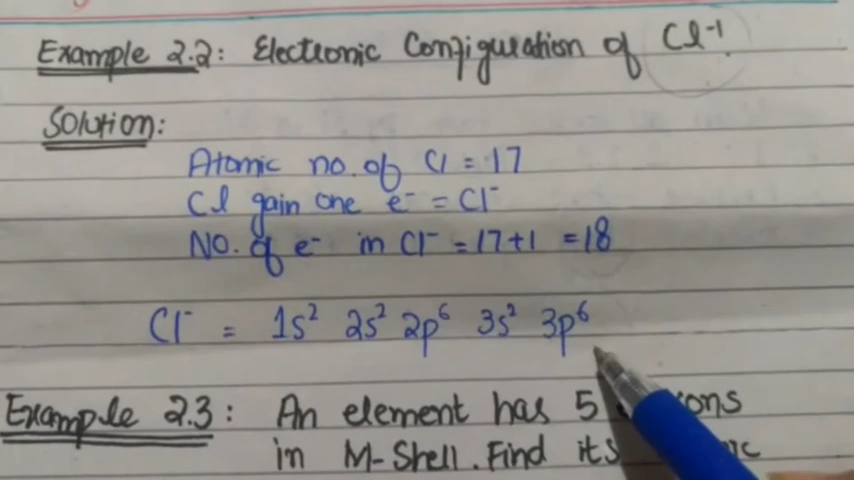 Example 2.2: Electronic Configuration of Cl⁻¹.
Solution:
Atomic no. of Cl = 17
Cl gain one e⁻ = Cl⁻
NO. of e⁻ in Cl⁻ = 17+1 = 18
Cl⁻ = 1s² 2s² 2p⁶ 3s² 3p⁶
Example 2.3: An element has 5
in M-Shell. Find its